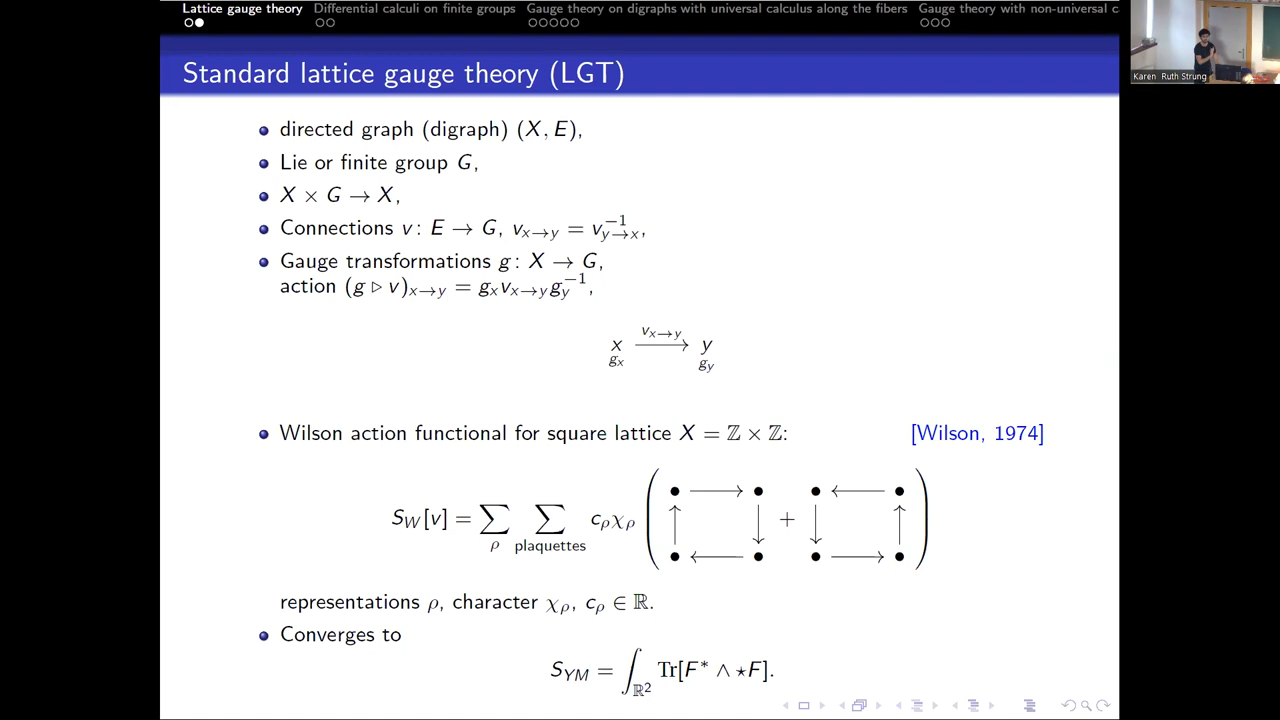 Lattice gauge theory Differential calculi on finite groups Gauge theory on digraphs with universal calculus along the fibers Gauge theory with non-universal c
Standard lattice gauge theory (LGT)
directed graph (digraph) (X, E),
Lie or finite group G,
X × G → X,
Connections v : E → G, v_{x→y} = v_{y→x}^{−1},
Gauge transformations g : X → G,
action (g ▷ v)_{x→y} = g_x v_{x→y} g_y^{−1},
v_{x→y}
x → y
g_x g_y
Wilson action functional for square lattice X = ℤ × ℤ: [Wilson, 1974]
S_W[v] = ∑_ρ ∑_{plaquettes} c_ρ χ_ρ ( + )
representations ρ, character χ_ρ, c_ρ ∈ ℝ.
Converges to
S_{YM} = ∫_{ℝ²} Tr[F* ∧ ⋆F].
Karen Ruth Strung